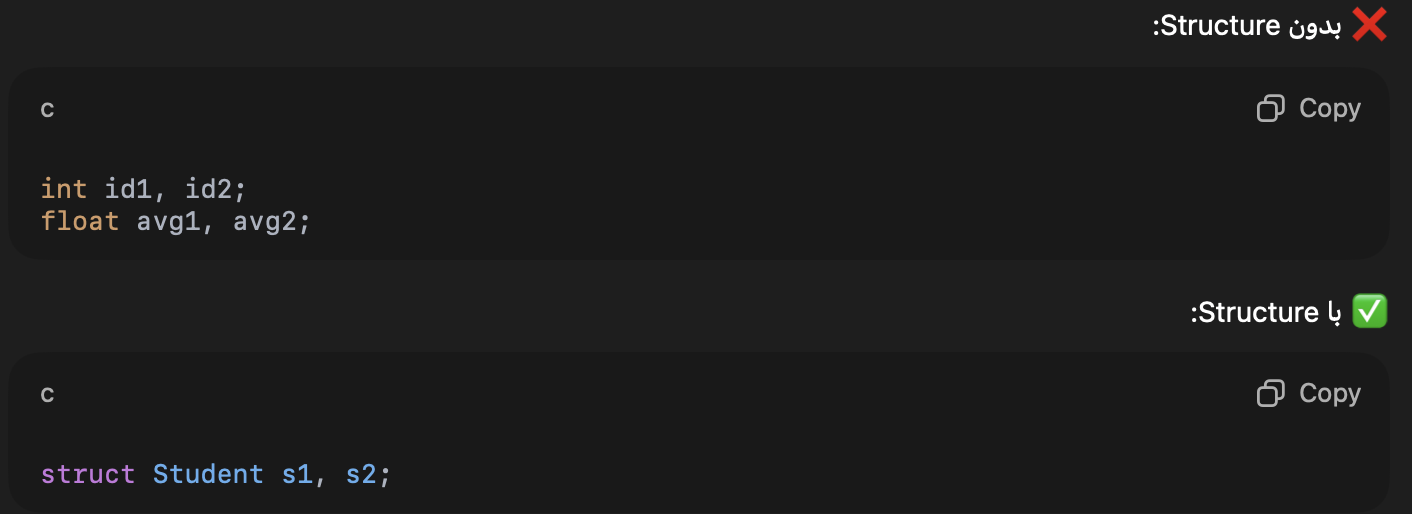 ❌ بدون Structure:
c
Copy
int id1, id2;
float avg1, avg2;
✅ با Structure:
c
Copy
struct Student s1, s2;